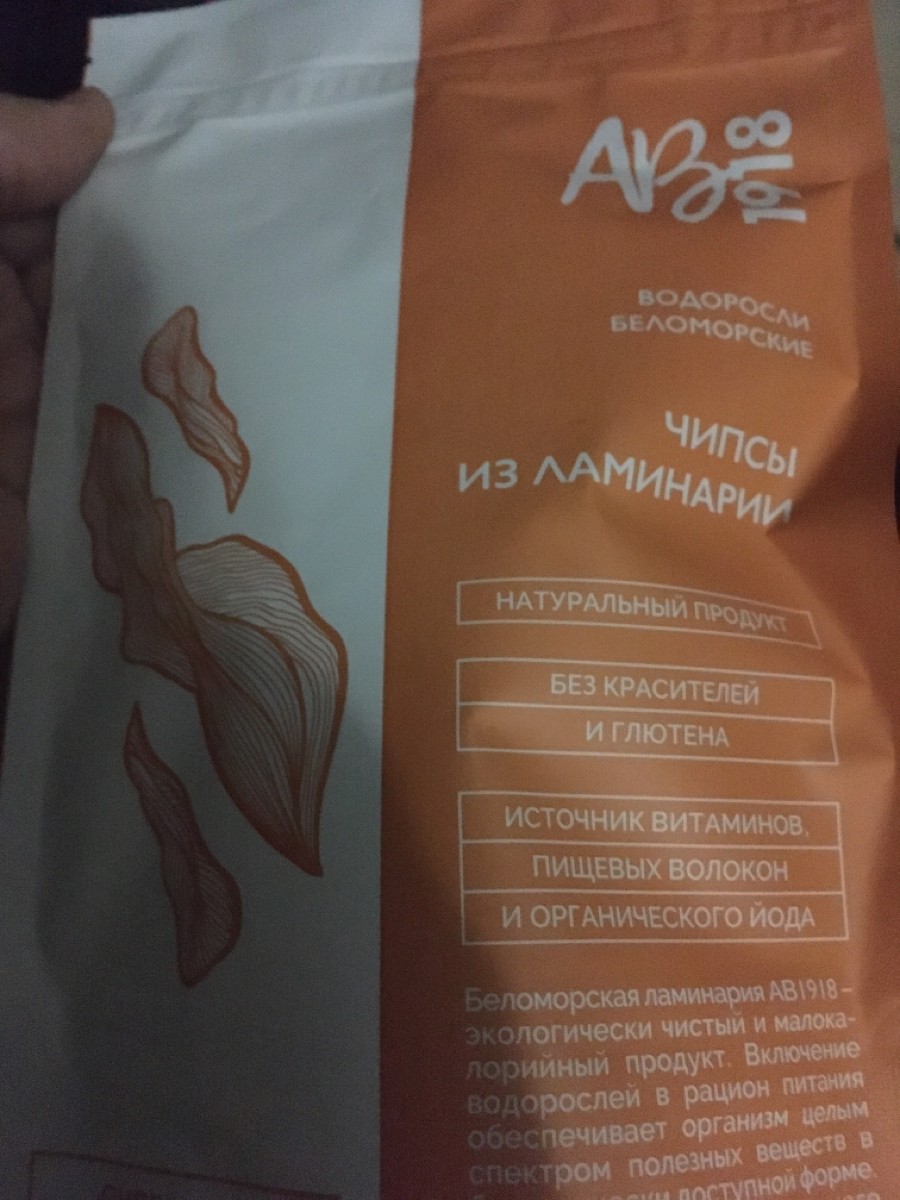 АВ 1918
ВОДОРОСЛИ
БЕЛОМОРСКИЕ
ЧИПСЫ
ИЗ ЛАМИНАРИИ
НАТУРАЛЬНЫЙ ПРОДУКТ
БЕЗ КРАСИТЕЛЕЙ
И ГЛЮТЕНА
ИСТОЧНИК ВИТАМИНОВ,
ПИЩЕВЫХ ВОЛОКОН
И ОРГАНИЧЕСКОГО ЙОДА
Беломорская ламинария АВ1918 –
экологически чистый и малока-
лорийный продукт. Включение
водорослей в рацион питания
обеспечивает организм целым
спектром полезных веществ в
доступной форме.